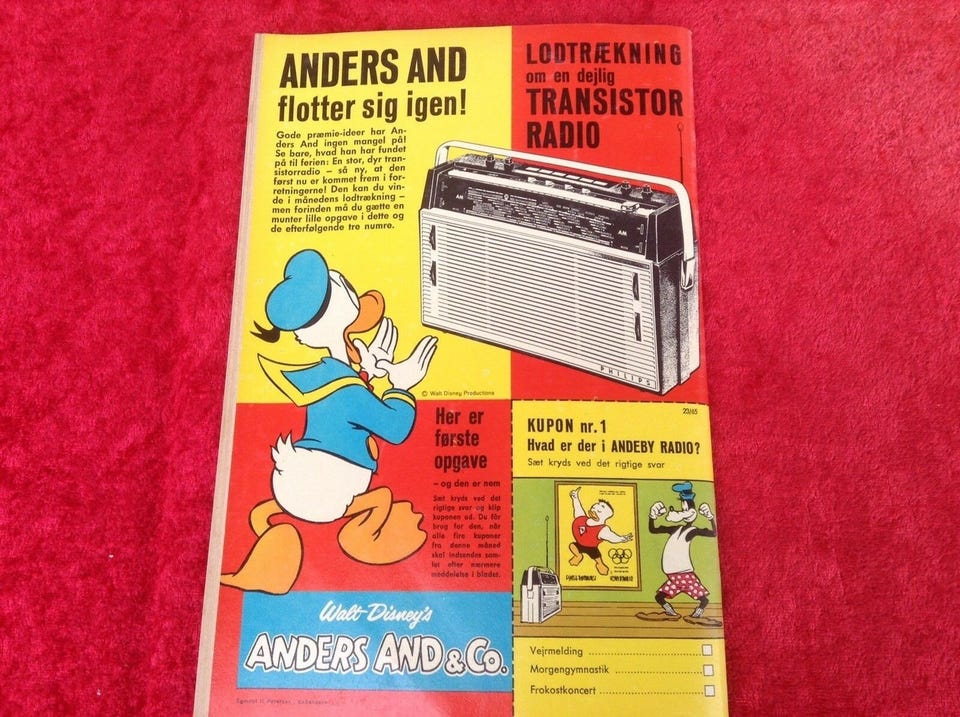 ANDERS AND
flotter sig igen!
Gode præmie-ideer har An-
ders And ingen mangel på!
Se bare, hvad han har fundet
på til ferien: En stor, dyr tran-
sistorradio – så ny, at den
først nu er kommet frem i for-
retningerne! Den kan du vin-
de i månedens lodtrækning –
men forinden må du gætte en
munter lille opgave i dette og
de efterfølgende tre numre.
LODTRÆKNING
om en dejlig
TRANSISTOR
RADIO
AM
AM
PHILIPS
© Walt Disney Productions
Her er
første
opgave
– og den er nem
Sæt kryds ved det
rigtige svar og klip
kuponen ud. Du får
brug for den, når
alle fire kuponer
fra denne måned
skal indsendes sam-
let efter nærmere
meddelelse i bladet.
Walt Disney's
ANDERS AND & Co.
23/65
KUPON nr. 1
Hvad er der i ANDEBY RADIO?
Sæt kryds ved det rigtige svar
Vejrmelding
Morgengymnastik
Frokostkoncert